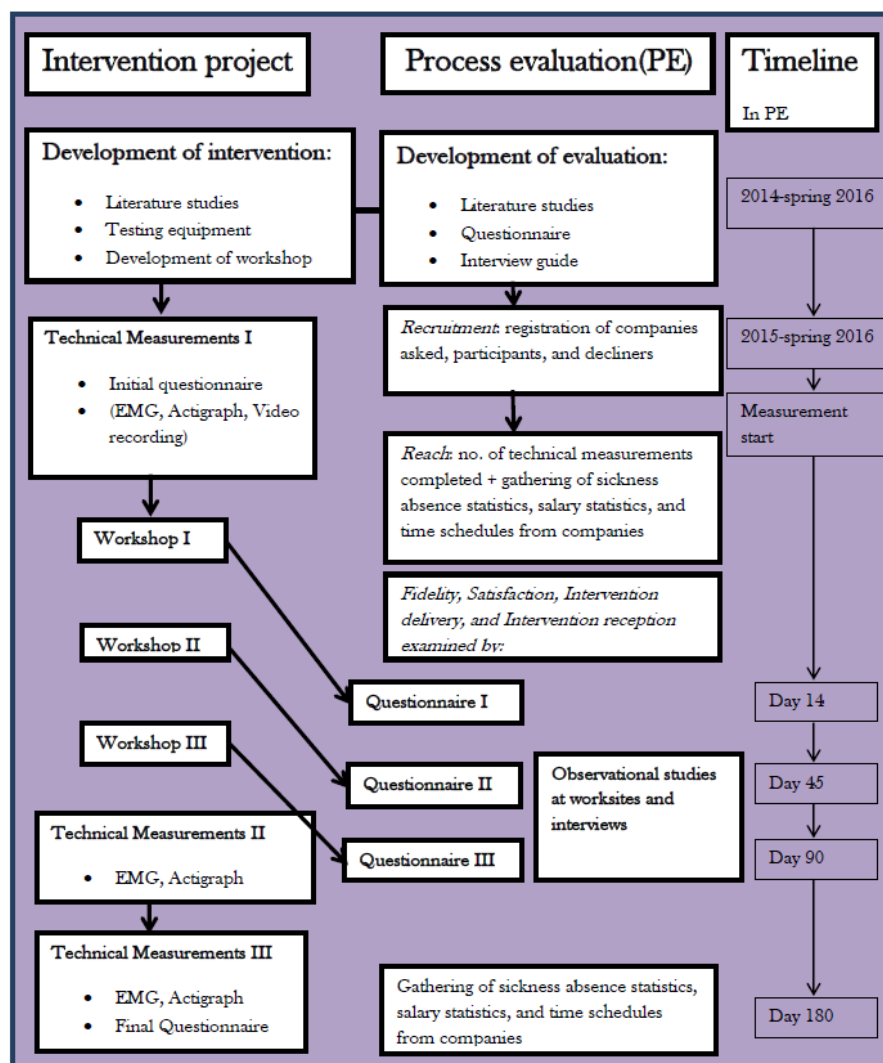 Intervention project
Process evaluation(PE)
Timeline
In PE
Development of intervention:
• Literature studies
• Testing equipment
• Development of workshop
Development of evaluation:
• Literature studies
• Questionnaire
• Interview guide
2014-spring 2016
Technical Measurements I
• Initial questionnaire
• (EMG, Actigraph, Video
recording)
Recruitment: registration of companies
asked, participants, and decliners
2015-spring 2016
Measurement
start
Reach: no. of technical measurements
completed + gathering of sickness
absence statistics, salary statistics, and
time schedules from companies
Workshop I
Fidelity, Satisfaction, Intervention
delivery, and Intervention reception
examined by:
Workshop II
Questionnaire I
Day 14
Workshop III
Questionnaire II
Observational studies
at worksites and
interviews
Day 45
Technical Measurements II
• EMG, Actigraph
Questionnaire III
Day 90
Technical Measurements III
• EMG, Actigraph
• Final Questionnaire
Gathering of sickness absence statistics,
salary statistics, and time schedules
from companies
Day 180